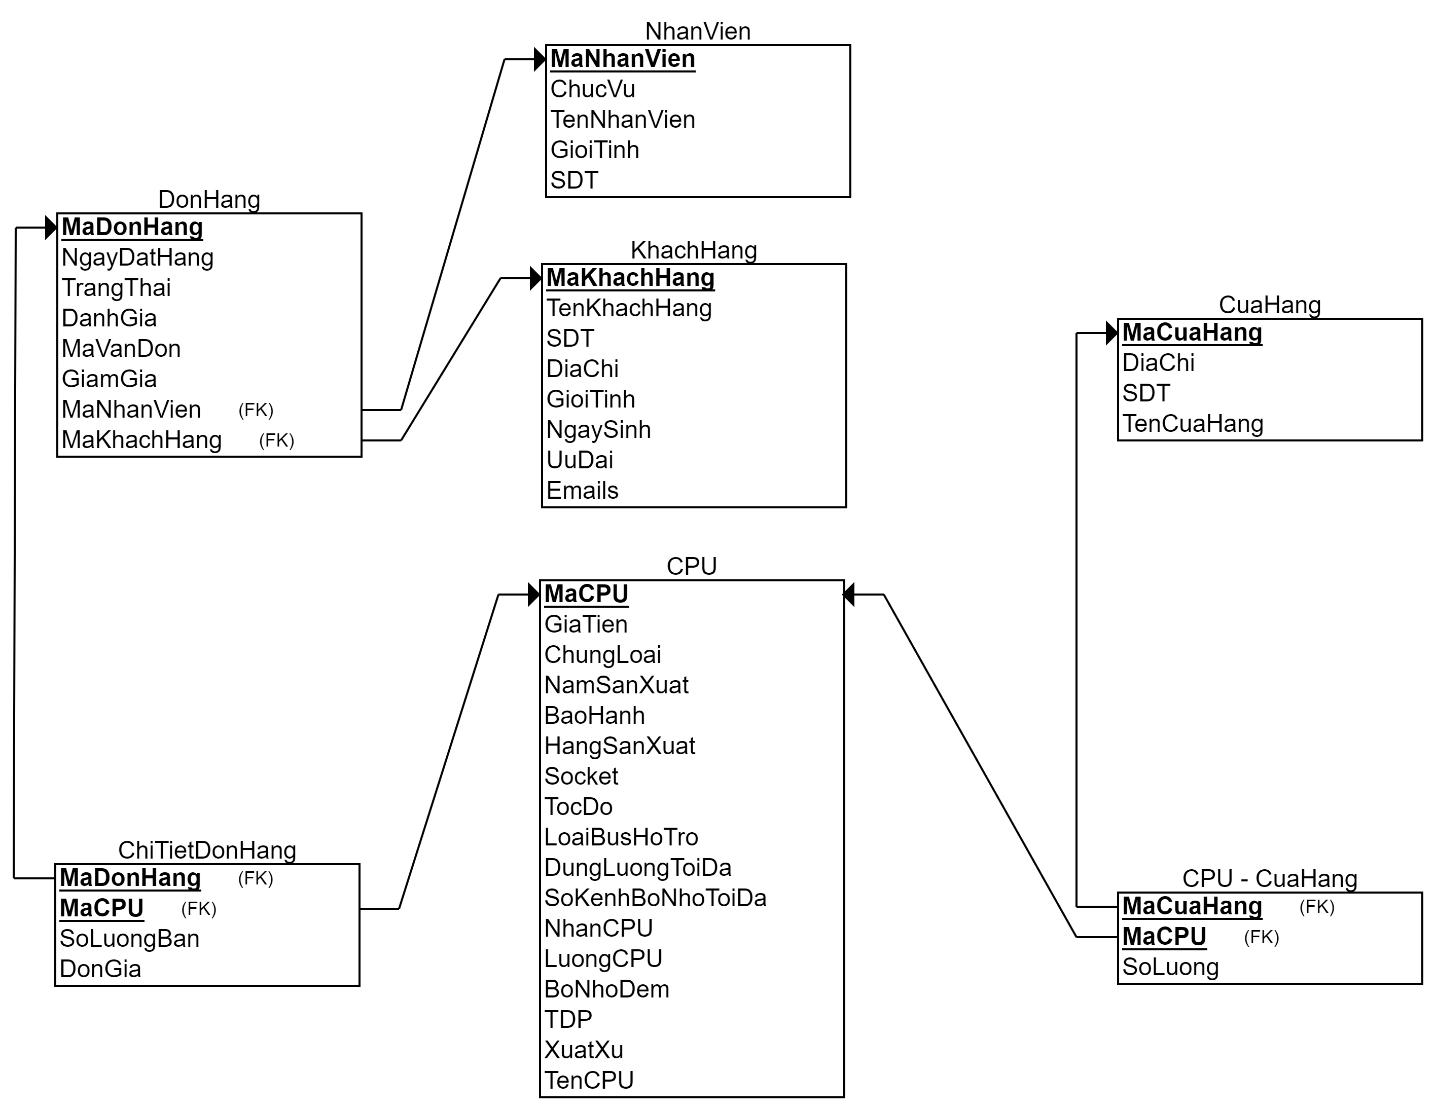 NhanVien
MaNhanVien
ChucVu
TenNhanVien
GioiTinh
SDT
DonHang
MaDonHang
NgayDatHang
TrangThai
DanhGia
MaVanDon
GiamGia
MaNhanVien (FK)
MaKhachHang (FK)
KhachHang
MaKhachHang
TenKhachHang
SDT
DiaChi
GioiTinh
NgaySinh
UuDai
Emails
CuaHang
MaCuaHang
DiaChi
SDT
TenCuaHang
CPU
MaCPU
GiaTien
ChungLoai
NamSanXuat
BaoHanh
HangSanXuat
Socket
TocDo
LoaiBusHoTro
DungLuongToiDa
SoKenhBoNhoToiDa
NhanCPU
LuongCPU
BoNhoDem
TDP
XuatXu
TenCPU
ChiTietDonHang
MaDonHang (FK)
MaCPU (FK)
SoLuongBan
DonGia
CPU - CuaHang
MaCuaHang (FK)
MaCPU (FK)
SoLuong